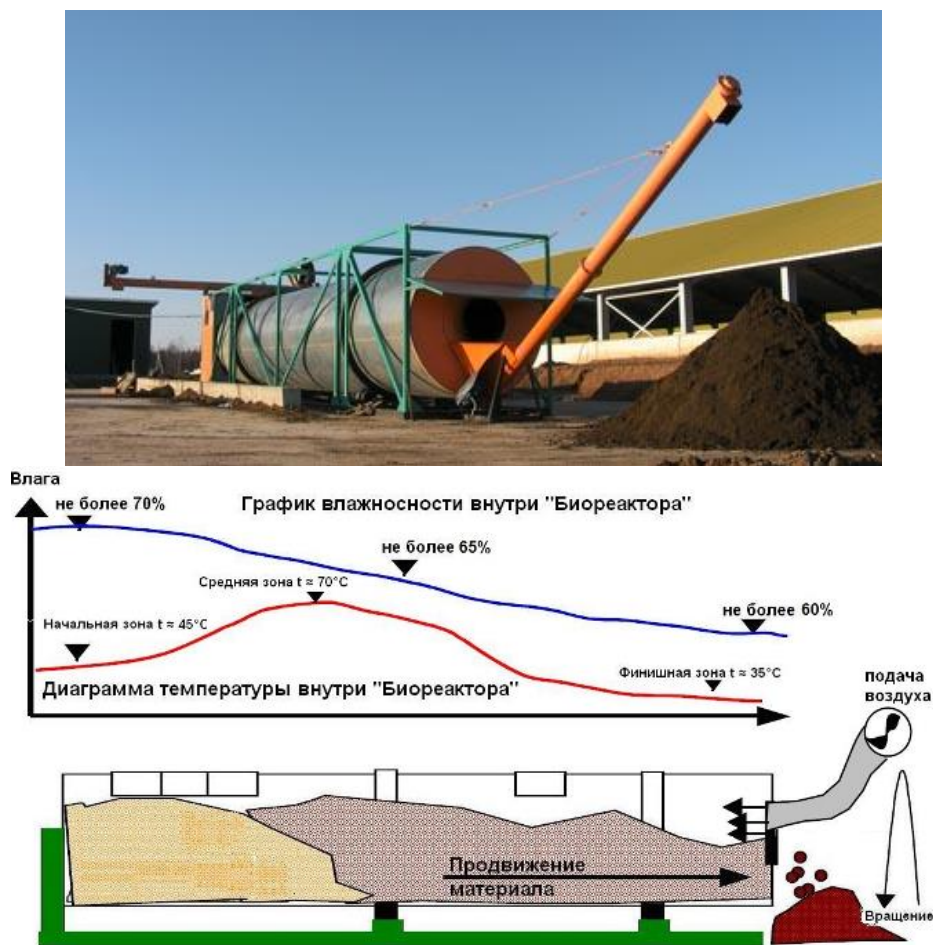 Влага
не более 70%
График влажносности внутри "Биореактора"
не более 65%
Средняя зона t ≈ 70°C
не более 60%
Начальная зона t ≈ 45°C
Финишная зона t ≈ 35°C
Диаграмма температуры внутри "Биореактора"
подача
воздуха
Продвижение
материала
Вращение